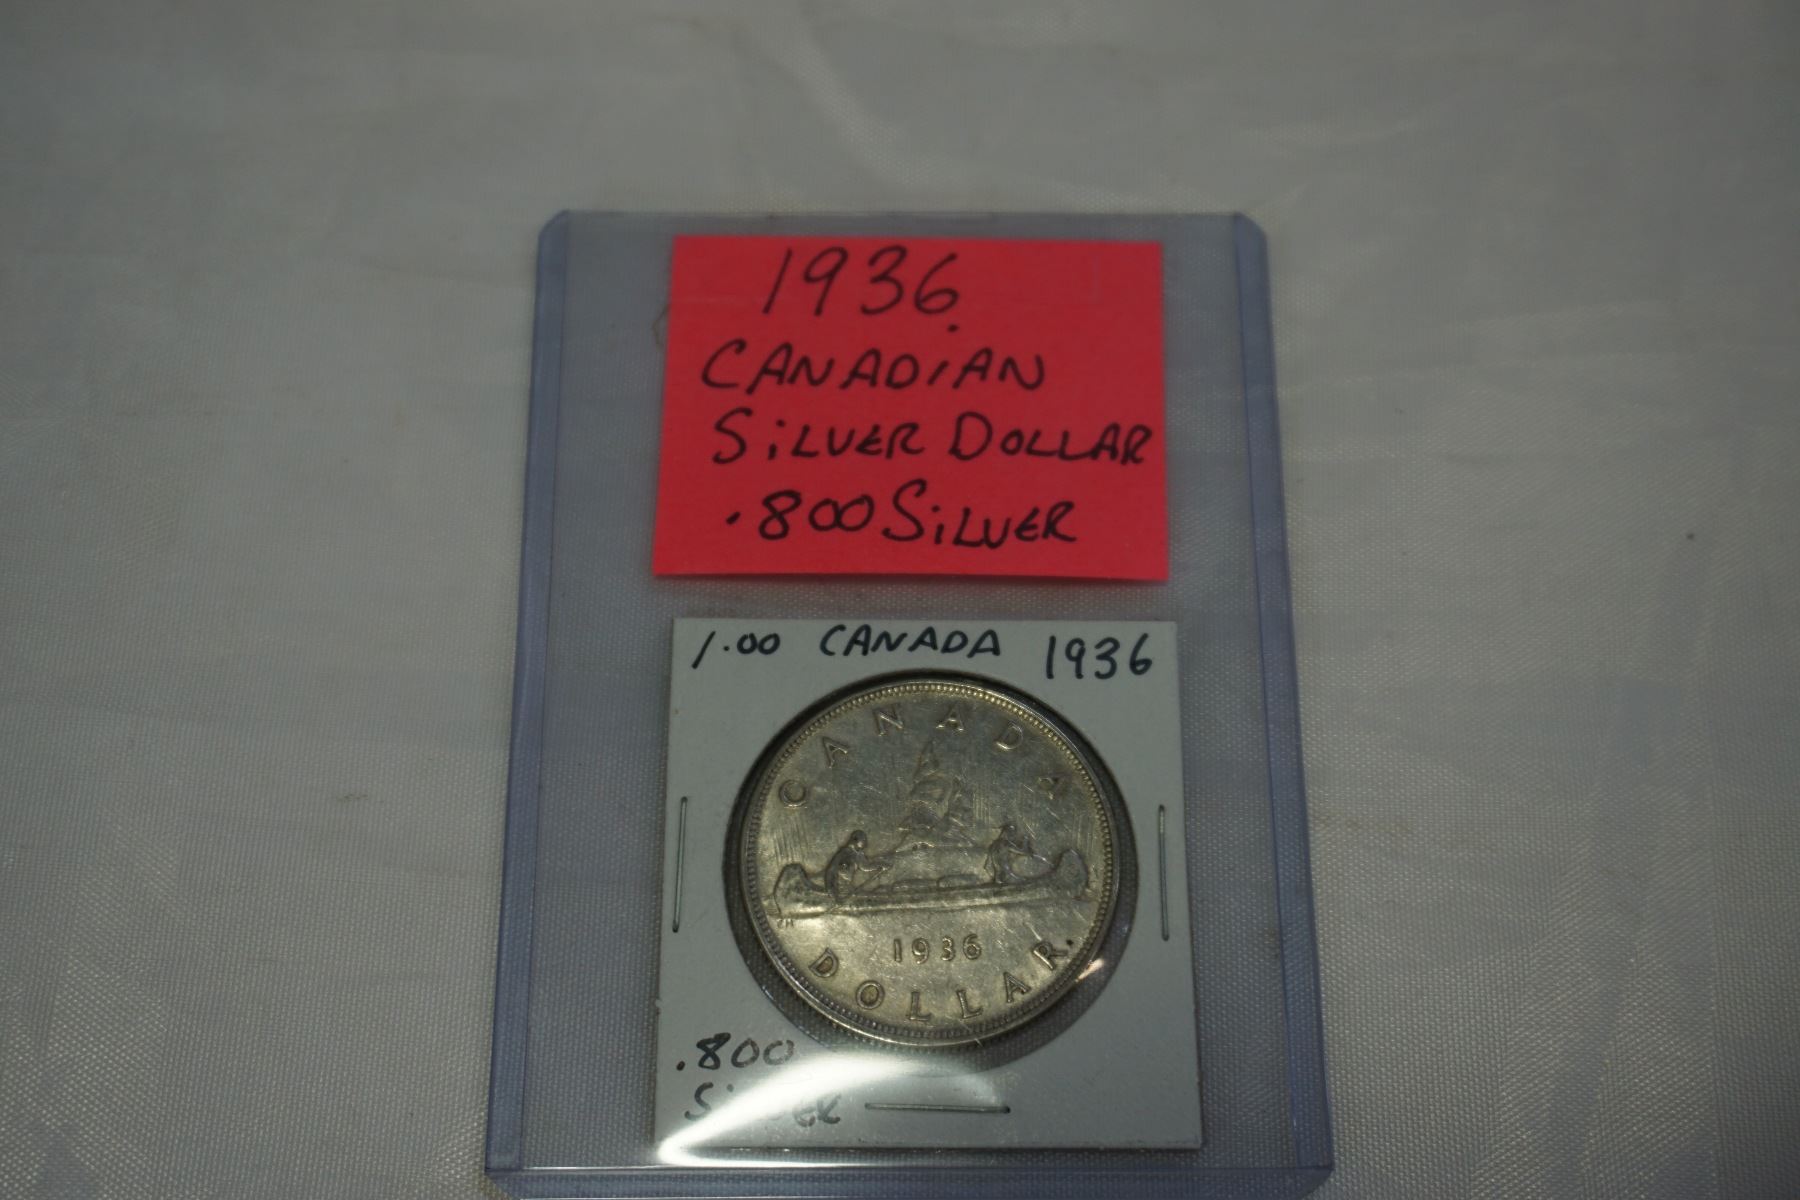 1936.
CANADIAN
SiLVER DOLLAR
.800 SiLVER
1.00 CANADA 1936
CANADA
1936
DOLLAR
.800